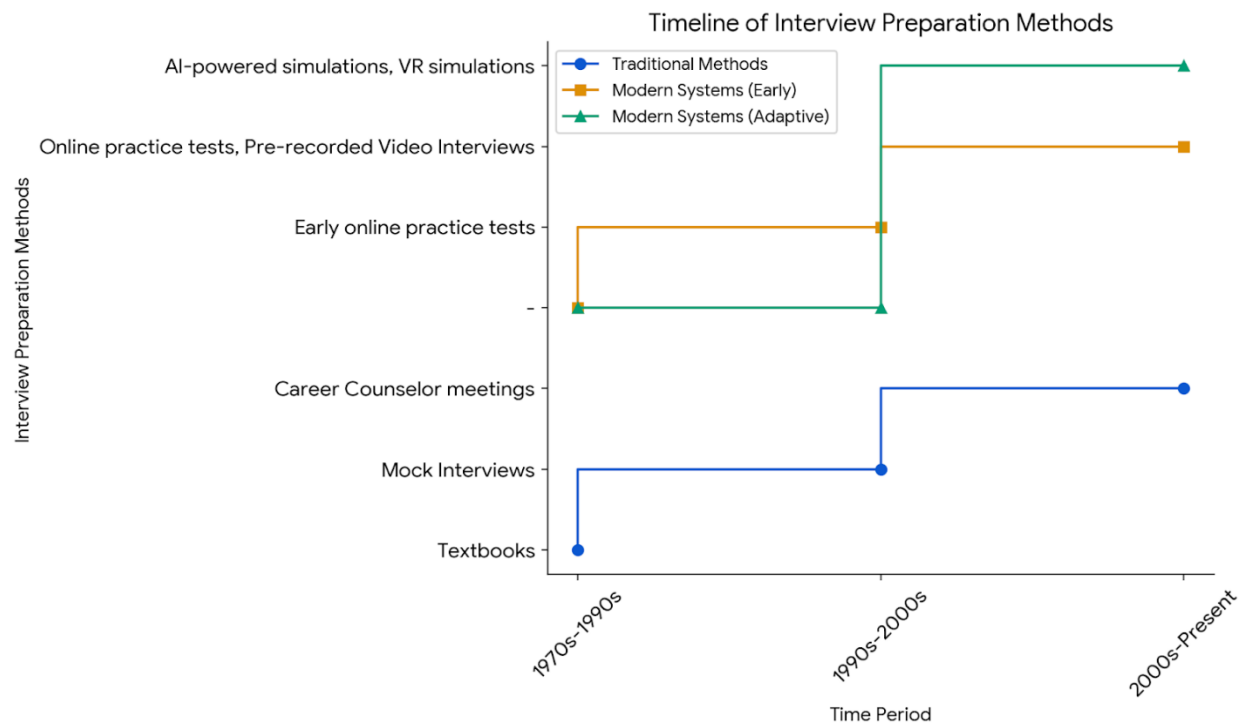 Timeline of Interview Preparation Methods
Traditional Methods
Modern Systems (Early)
Modern Systems (Adaptive)
Interview Preparation Methods
AI-powered simulations, VR simulations
Online practice tests, Pre-recorded Video Interviews
Early online practice tests
-
Career Counselor meetings
Mock Interviews
Textbooks
1970s-1990s
1990s-2000s
2000s-Present
Time Period